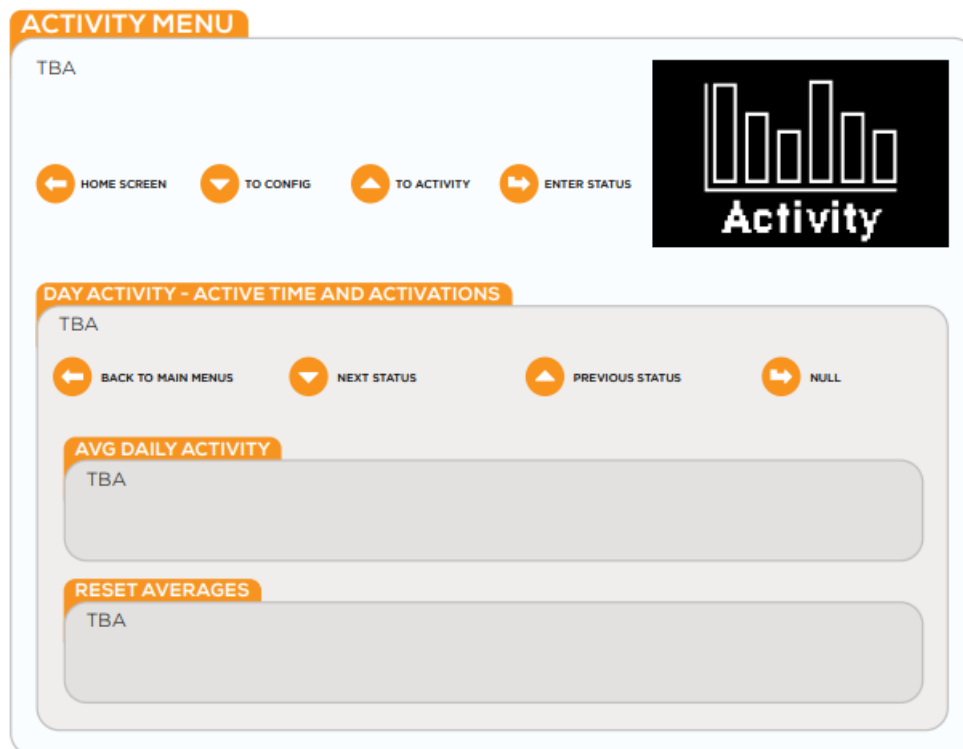 ACTIVITY MENU
TBA
HOME SCREEN TO CONFIG TO ACTIVITY ENTER STATUS
Activity
DAY ACTIVITY - ACTIVE TIME AND ACTIVATIONS
TBA
BACK TO MAIN MENUS NEXT STATUS PREVIOUS STATUS NULL
AVG DAILY ACTIVITY
TBA
RESET AVERAGES
TBA